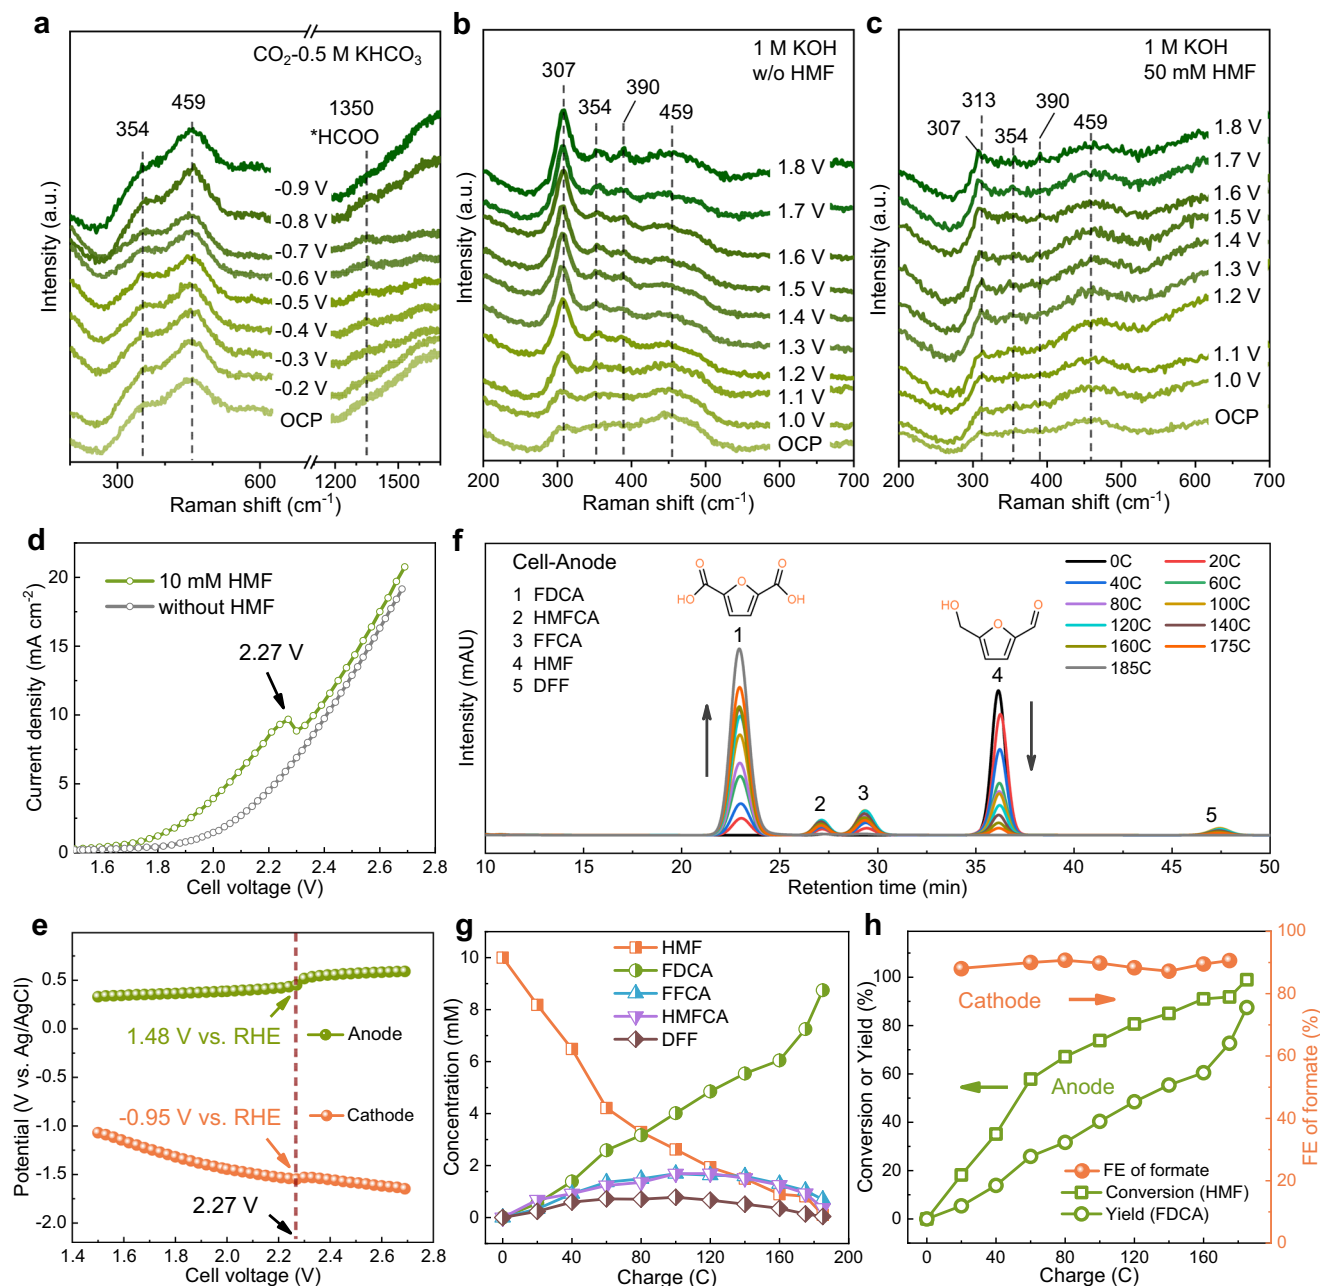 a
CO₂-0.5 M KHCO₃
459
354
1350
*HCOO
-0.9 V
-0.8 V
-0.7 V
-0.6 V
-0.5 V
-0.4 V
-0.3 V
-0.2 V
OCP
Intensity (a.u.)
300 600 1200 1500
Raman shift (cm⁻¹)
b
1 M KOH
w/o HMF
307
354
390
459
1.8 V
1.7 V
1.6 V
1.5 V
1.4 V
1.3 V
1.2 V
1.1 V
1.0 V
OCP
Intensity (a.u.)
200 300 400 500 600 700
Raman shift (cm⁻¹)
c
1 M KOH
50 mM HMF
313
307
354
390
459
1.8 V
1.7 V
1.6 V
1.5 V
1.4 V
1.3 V
1.2 V
1.1 V
1.0 V
OCP
Intensity (a.u.)
200 300 400 500 600 700
Raman shift (cm⁻¹)
d
10 mM HMF
without HMF
2.27 V
Current density (mA cm⁻²)
20
15
10
5
0
1.6 1.8 2.0 2.2 2.4 2.6 2.8
Cell voltage (V)
f
Cell-Anode
1 FDCA
2 HMFCA
3 FFCA
4 HMF
5 DFF
O
HO
O
O
OH
HO
O
O
0C
20C
40C
60C
80C
100C
120C
140C
160C
175C
185C
1
2
3
4
5
Intensity (mAU)
10 15 20 25 30 35 40 45 50
Retention time (min)
e
1.48 V vs. RHE
Anode
-0.95 V vs. RHE
Cathode
2.27 V
Potential (V vs. Ag/AgCl)
0.5
0.0
-0.5
-1.0
-1.5
-2.0
1.4 1.6 1.8 2.0 2.2 2.4 2.6 2.8
Cell voltage (V)
g
HMF
FDCA
FFCA
HMFCA
DFF
Concentration (mM)
10
8
6
4
2
0
0 40 80 120 160 200
Charge (C)
h
Cathode
Anode
FE of formate
Conversion (HMF)
Yield (FDCA)
Conversion or Yield (%)
100
80
60
40
20
0
0 40 80 120 160
Charge (C)
100
80
60
40
20
0
FE of formate (%)